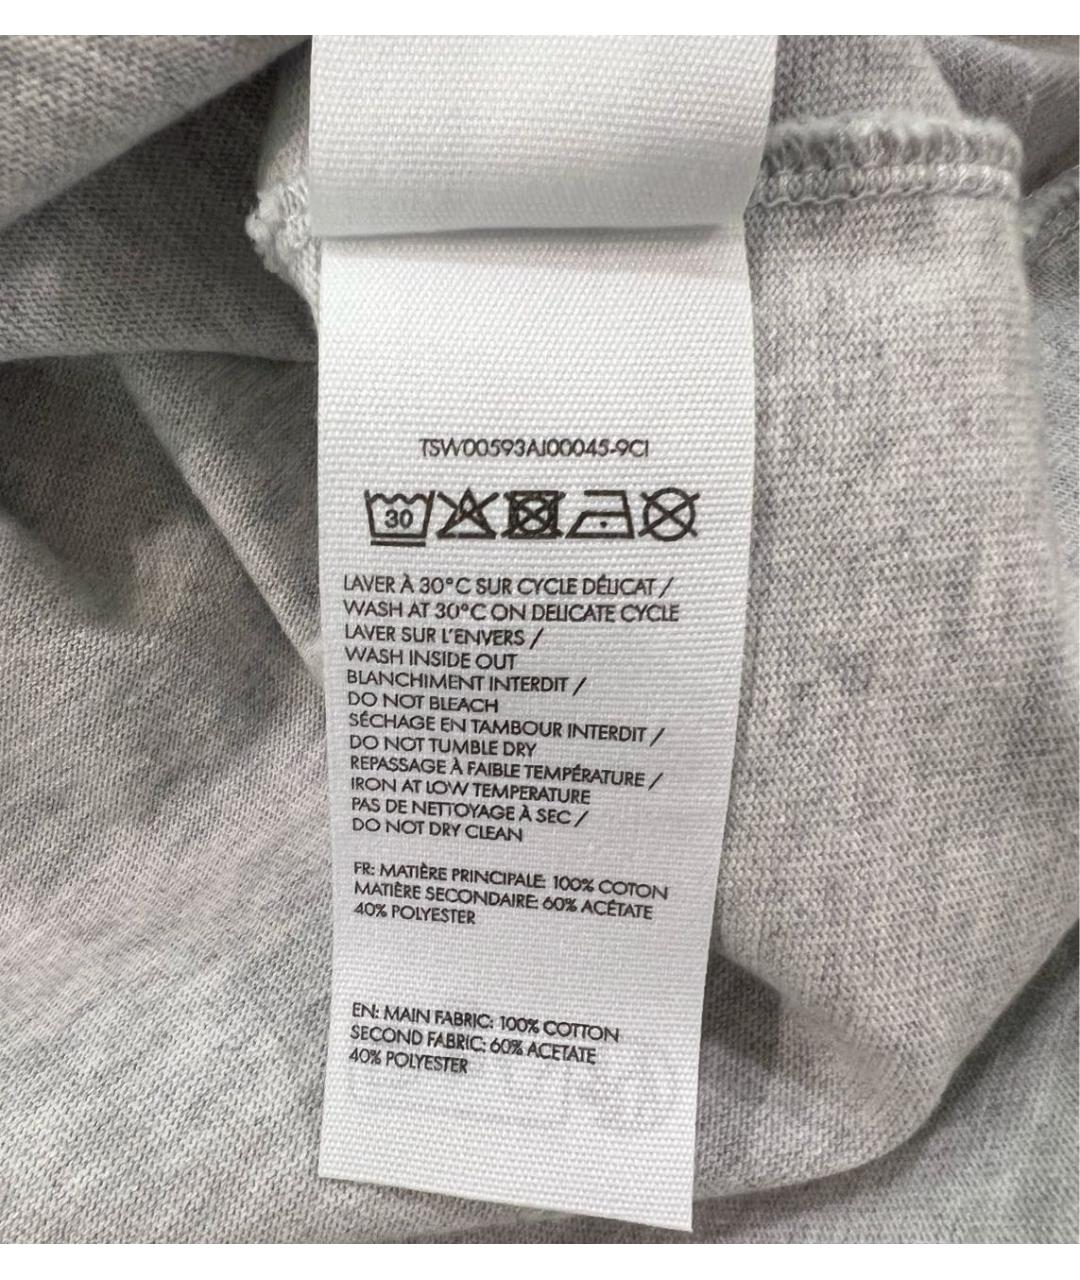 TSW00593AJ00045-9CI
30
LAVER À 30°C SUR CYCLE DÉLICAT /
WASH AT 30°C ON DELICATE CYCLE
LAVER SUR L'ENVERS /
WASH INSIDE OUT
BLANCHIMENT INTERDIT /
DO NOT BLEACH
SÉCHAGE EN TAMBOUR INTERDIT /
DO NOT TUMBLE DRY
REPASSAGE À FAIBLE TEMPÉRATURE /
IRON AT LOW TEMPERATURE
PAS DE NETTOYAGE À SEC /
DO NOT DRY CLEAN
FR: MATIÈRE PRINCIPALE: 100% COTON
MATIÈRE SECONDAIRE: 60% ACÉTATE
40% POLYESTER
EN: MAIN FABRIC: 100% COTTON
SECOND FABRIC: 60% ACETATE
40% POLYESTER